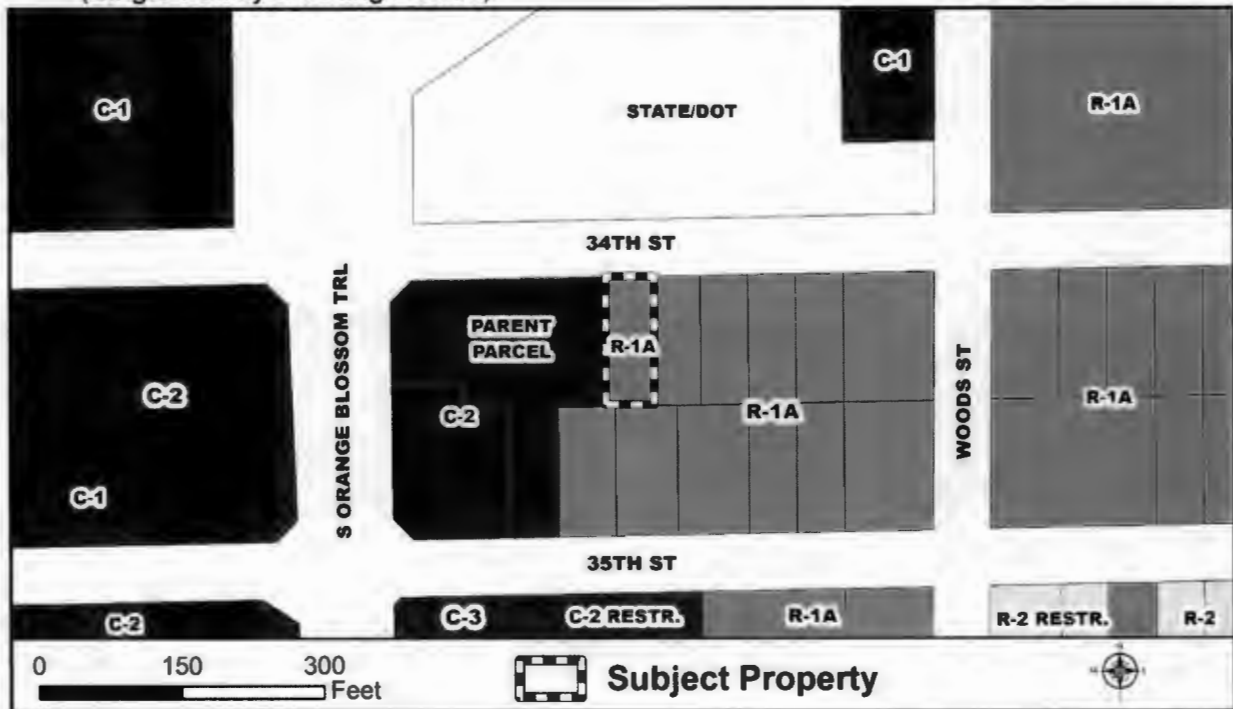 C-1
C-1
STATE/DOT
R-1A
34TH ST
S ORANGE BLOSSOM TRL
PARENT
PARCEL
R-1A
C-2
C-2
R-1A
R-1A
WOODS ST
C-1
35TH ST
C-2
C-3
C-2 RESTR.
R-1A
R-2 RESTR.
R-2
0
150
300
Feet
Subject Property